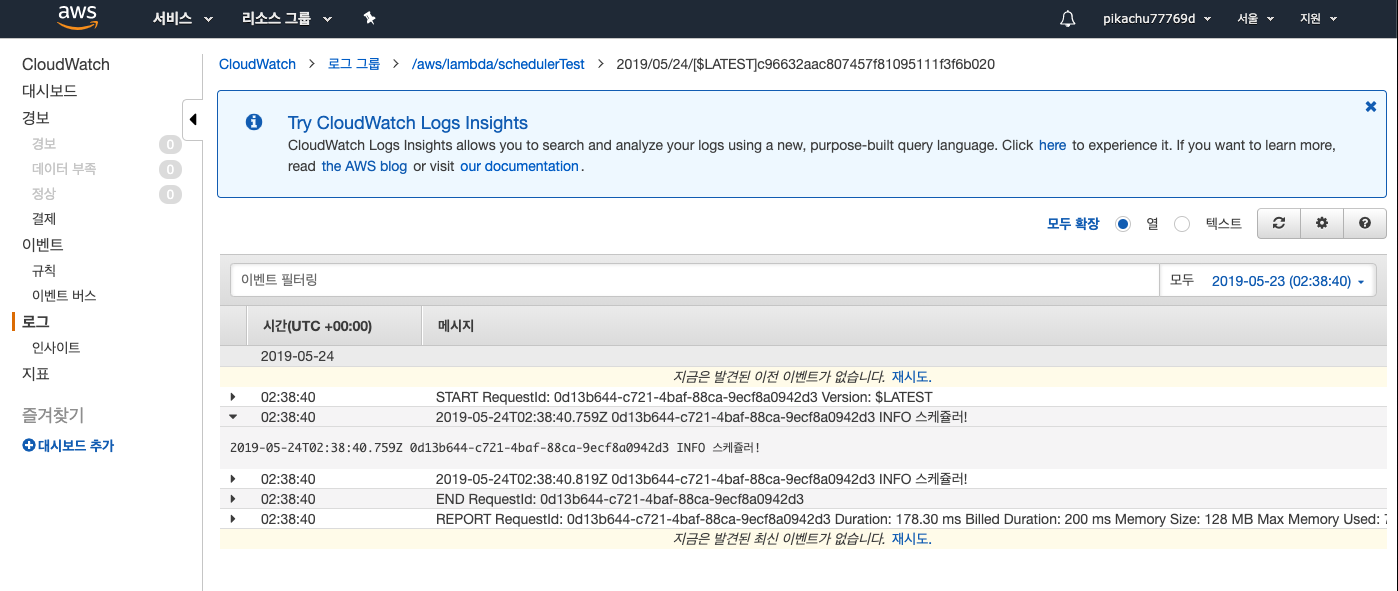 aws 서비스 리소스 그룹 pikachu77769d 서울 지원
CloudWatch
대시보드
경보
경보 0
데이터 부족 0
정상 0
결제
이벤트
규칙
이벤트 버스
로그
인사이트
지표
즐겨찾기
대시보드 추가
CloudWatch 로그 그룹 /aws/lambda/schedulerTest 2019/05/24/[$LATEST]c96632aac807457f81095111f3f6b020
Try CloudWatch Logs Insights
CloudWatch Logs Insights allows you to search and analyze your logs using a new, purpose-built query language. Click here to experience it. If you want to learn more,
read the AWS blog or visit our documentation.
모두 확장 열 텍스트
이벤트 필터링 모두 2019-05-23 (02:38:40)
시간(UTC +00:00) 메시지
2019-05-24
지금은 발견된 이전 이벤트가 없습니다. 재시도.
02:38:40 START RequestId: 0d13b644-c721-4baf-88ca-9ecf8a0942d3 Version: $LATEST
02:38:40 2019-05-24T02:38:40.759Z 0d13b644-c721-4baf-88ca-9ecf8a0942d3 INFO 스케쥴러!
2019-05-24T02:38:40.759Z 0d13b644-c721-4baf-88ca-9ecf8a0942d3 INFO 스케쥴러!
02:38:40 2019-05-24T02:38:40.819Z 0d13b644-c721-4baf-88ca-9ecf8a0942d3 INFO 스케쥴러!
02:38:40 END RequestId: 0d13b644-c721-4baf-88ca-9ecf8a0942d3
02:38:40 REPORT RequestId: 0d13b644-c721-4baf-88ca-9ecf8a0942d3 Duration: 178.30 ms Billed Duration: 200 ms Memory Size: 128 MB Max Memory Used:
지금은 발견된 최신 이벤트가 없습니다. 재시도.